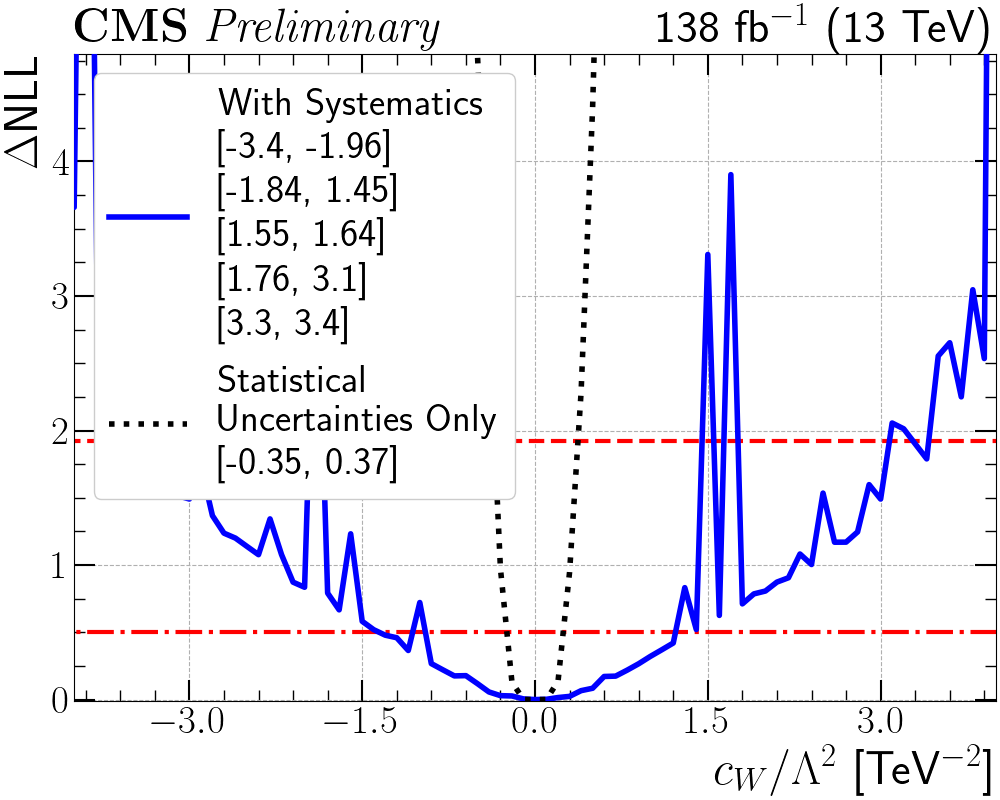 CMS Preliminary
138 fb⁻¹ (13 TeV)
ΔNLL
With Systematics
[-3.4, -1.96]
[-1.84, 1.45]
[1.55, 1.64]
[1.76, 3.1]
[3.3, 3.4]
Statistical
Uncertainties Only
[-0.35, 0.37]
4
3
2
1
0
−3.0 −1.5 0.0 1.5 3.0
c_W/Λ² [TeV⁻²]